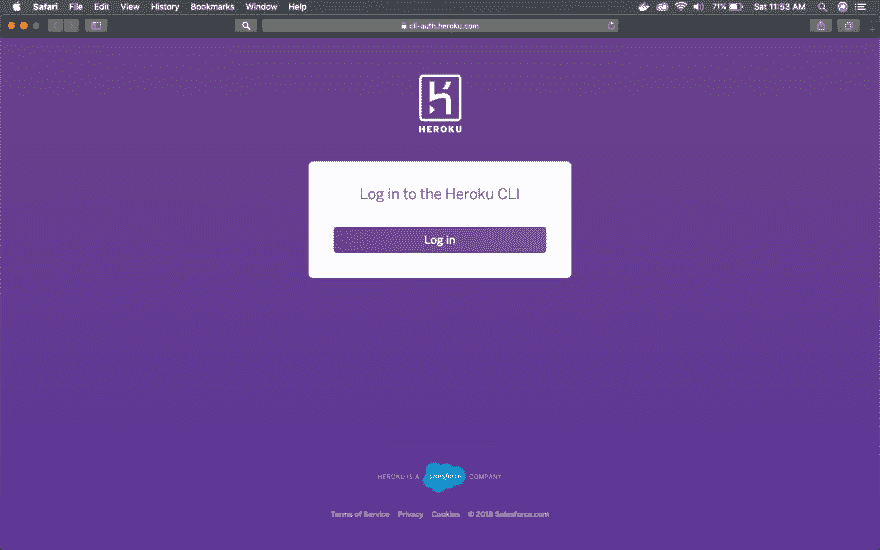 Safari File Edit View History Bookmarks Window Help 71% Sat 11:53 AM
cli-auth.heroku.com
HEROKU
Log in to the Heroku CLI
Log in
HEROKU IS A salesforce COMPANY
Terms of Service Privacy Cookies © 2018 Salesforce.com